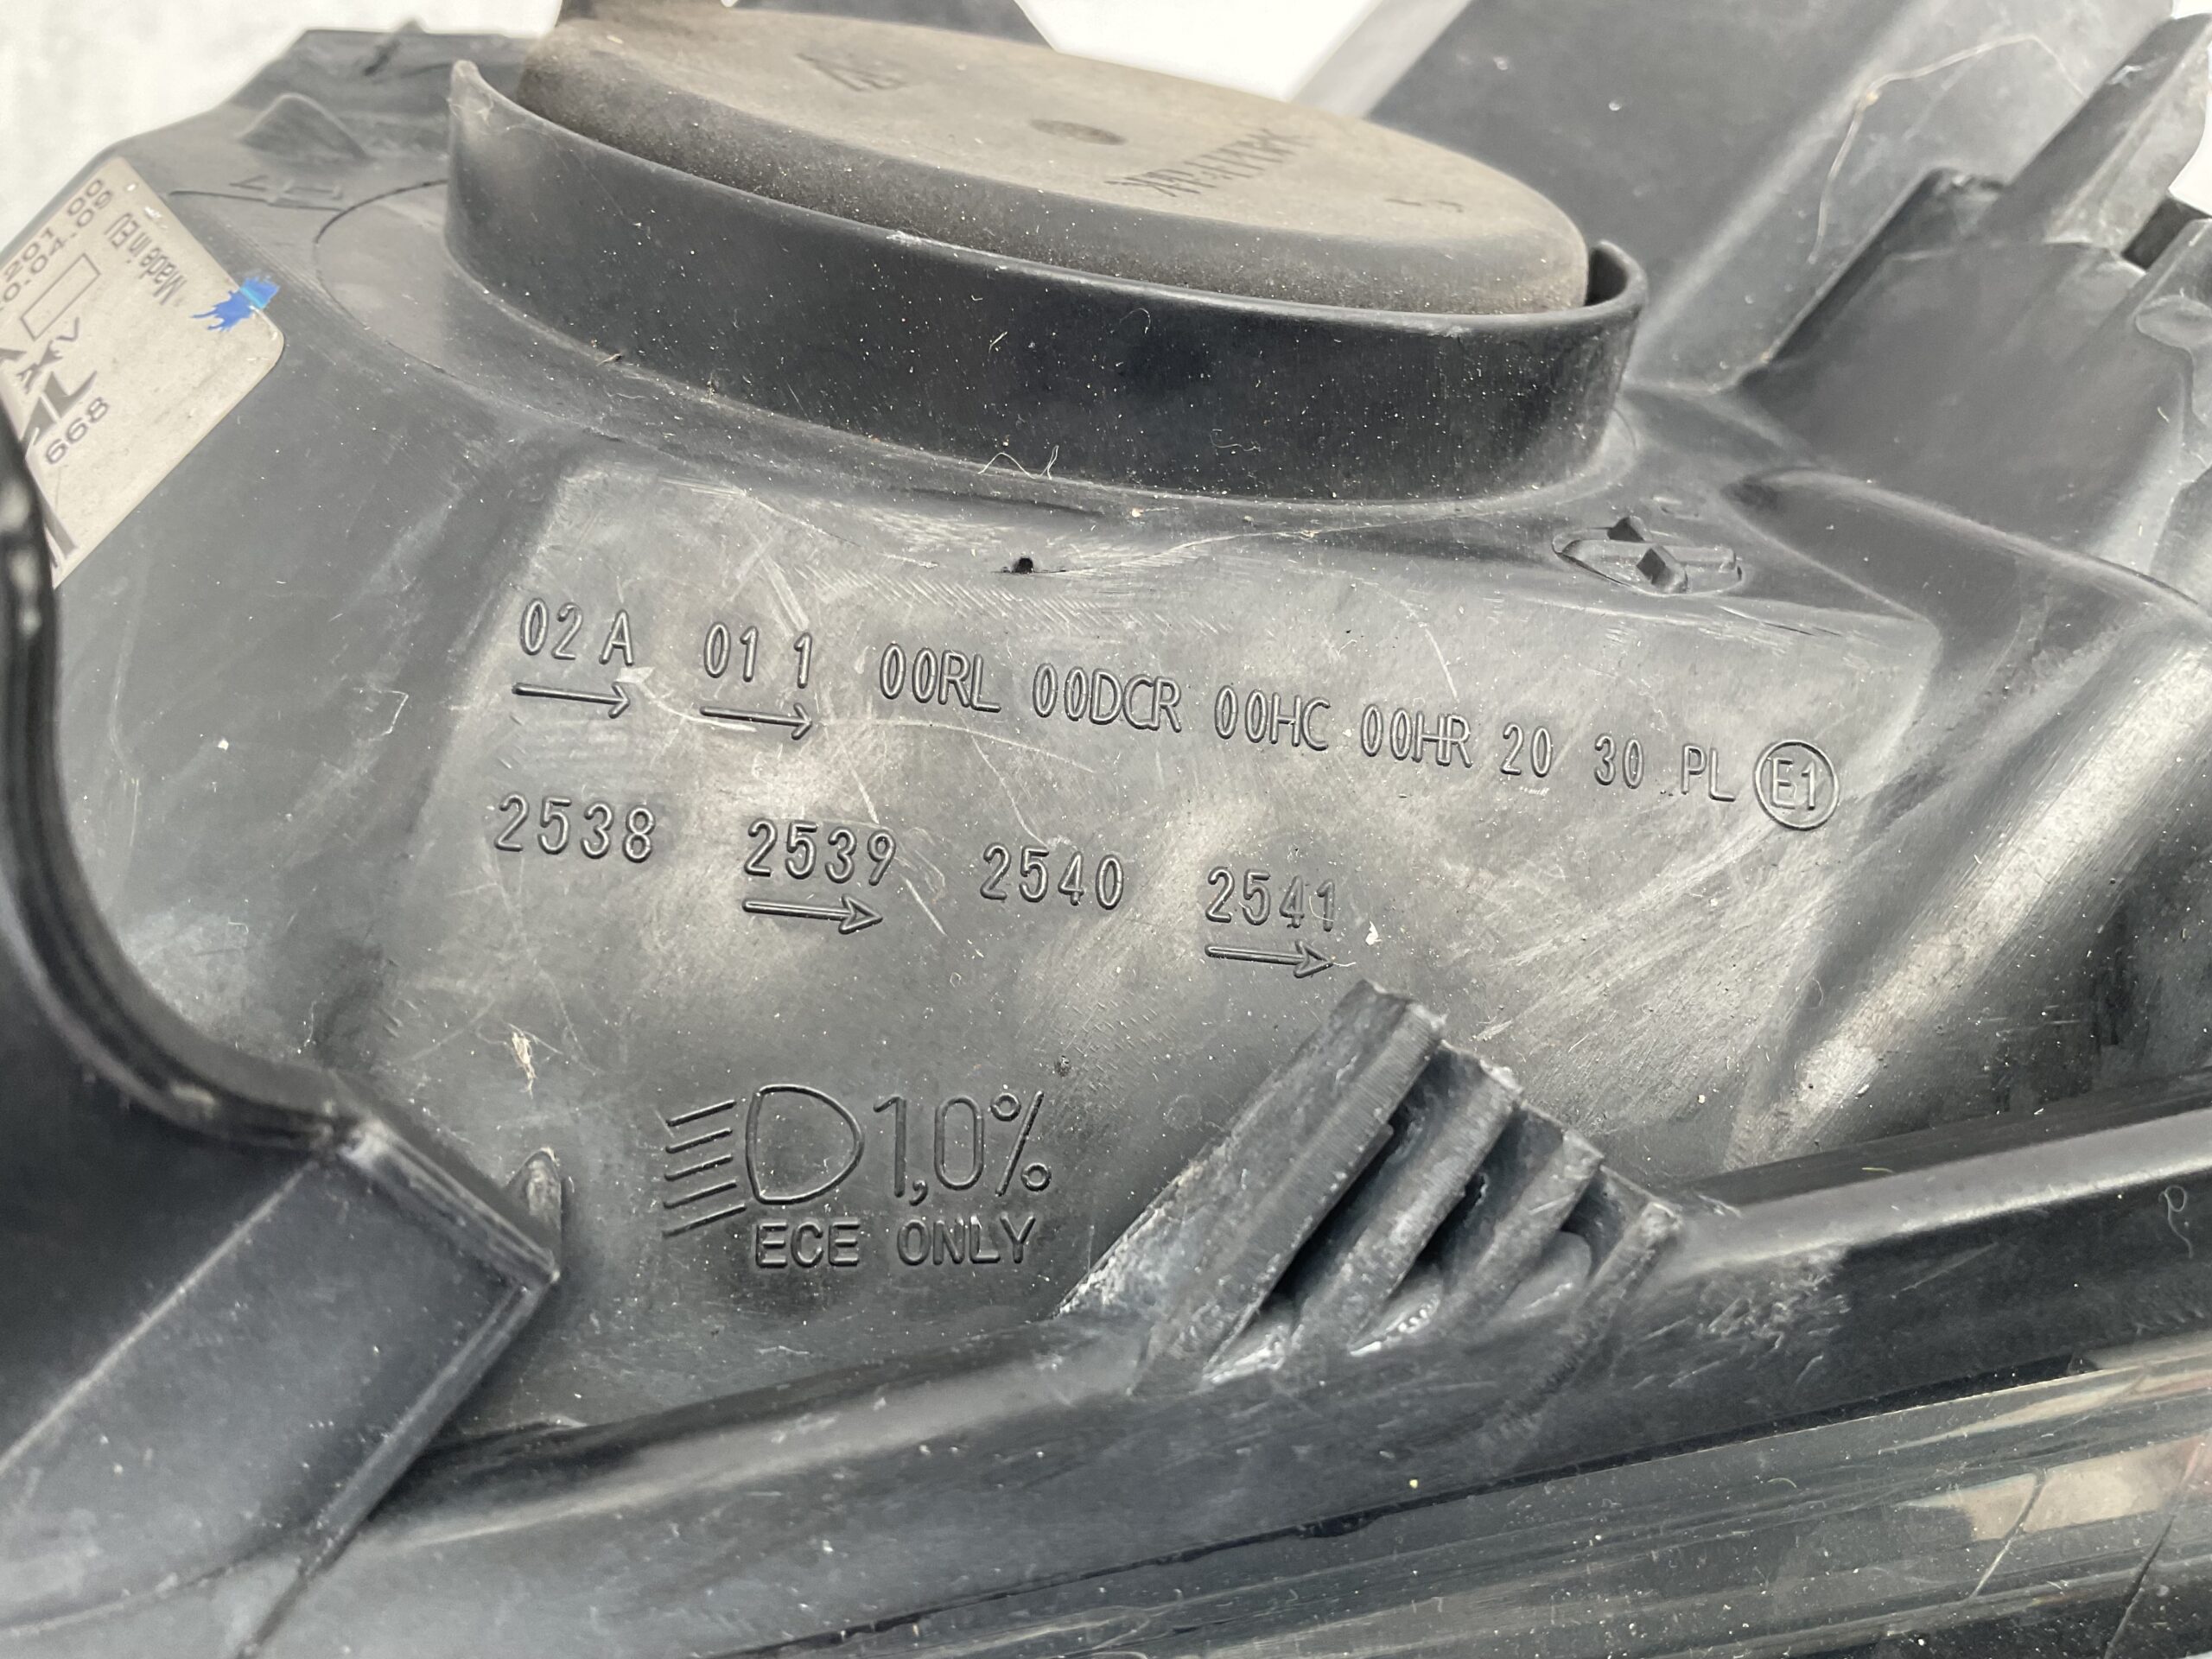 02 A 01 1 00RL 00DCR 00HC 00HR 20 30 PL E1
2538 2539 2540 2541
1,0%
ECE ONLY
Made in EU
668